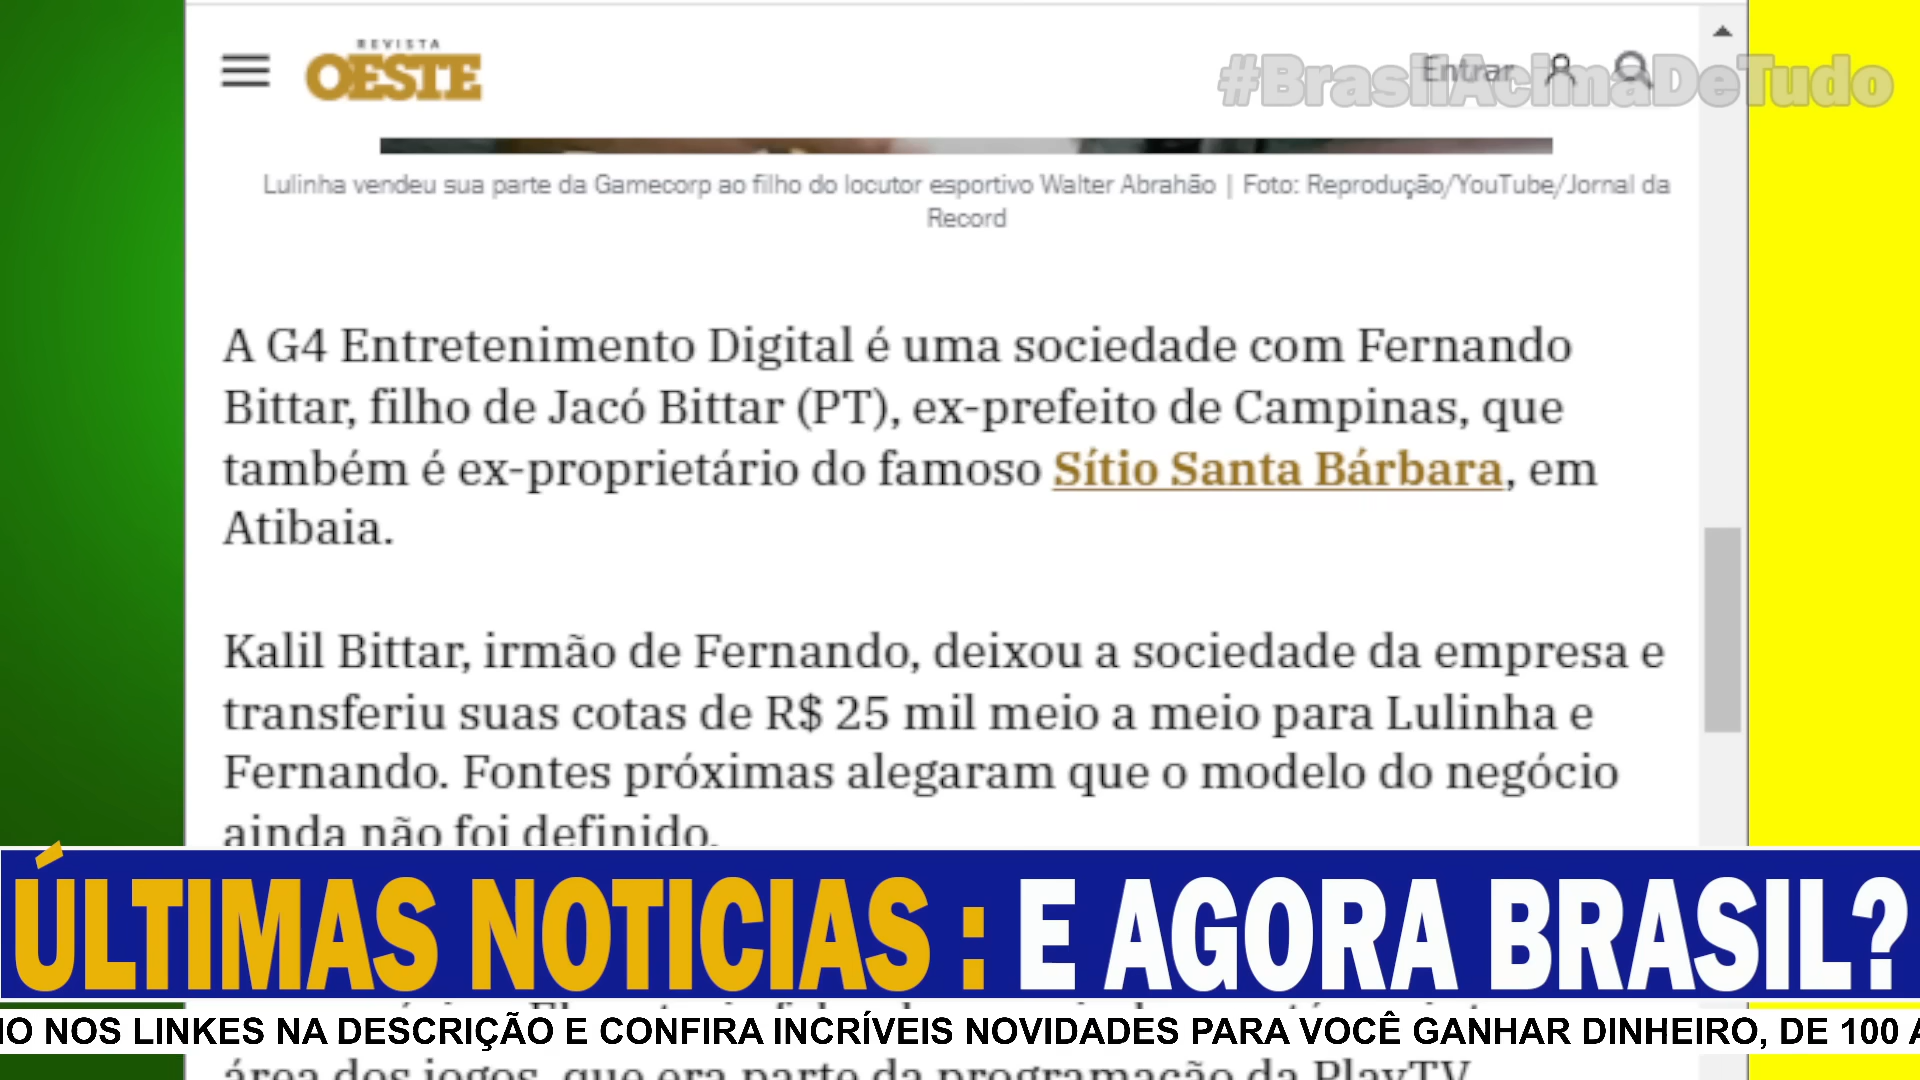 REVISTA
OESTE
Entrar
#BrasilAcimaDeTudo
Lulinha vendeu sua parte da Gamecorp ao filho do locutor esportivo Walter Abrahão | Foto: Reprodução/YouTube/Jornal da
Record
A G4 Entretenimento Digital é uma sociedade com Fernando
Bittar, filho de Jacó Bittar (PT), ex-prefeito de Campinas, que
também é ex-proprietário do famoso Sítio Santa Bárbara, em
Atibaia.
Kalil Bittar, irmão de Fernando, deixou a sociedade da empresa e
transferiu suas cotas de R$ 25 mil meio a meio para Lulinha e
Fernando. Fontes próximas alegaram que o modelo do negócio
ainda não foi definido.
ÚLTIMAS NOTICIAS : E AGORA BRASIL?
NOS LINKES NA DESCRIÇÃO E CONFIRA INCRÍVEIS NOVIDADES PARA VOCÊ GANHAR DINHEIRO, DE 100 A
área dos jogos, que era parte da programação da PlayTV